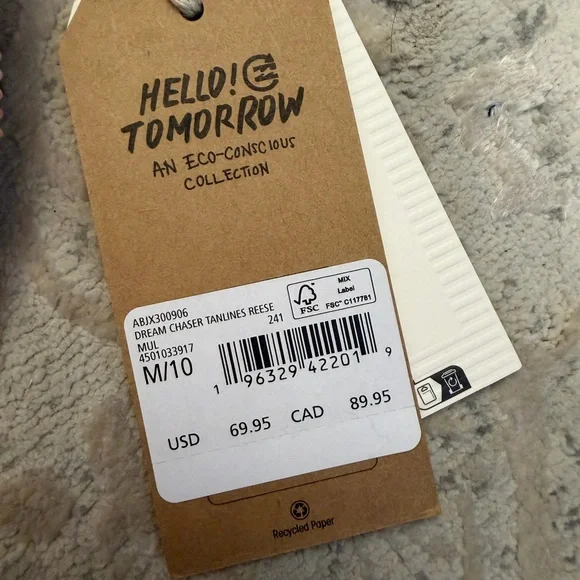 HELLO!
TOMORROW
AN ECO-CONSCIOUS
COLLECTION
ABJX300906
DREAM CHASER TANLINES REESE
241
MUL
4501033917
M/10
FSC
MIX
Label
FSC™ C117781
1 96329 42201 9
USD 69.95 CAD 89.95
Recycled Paper